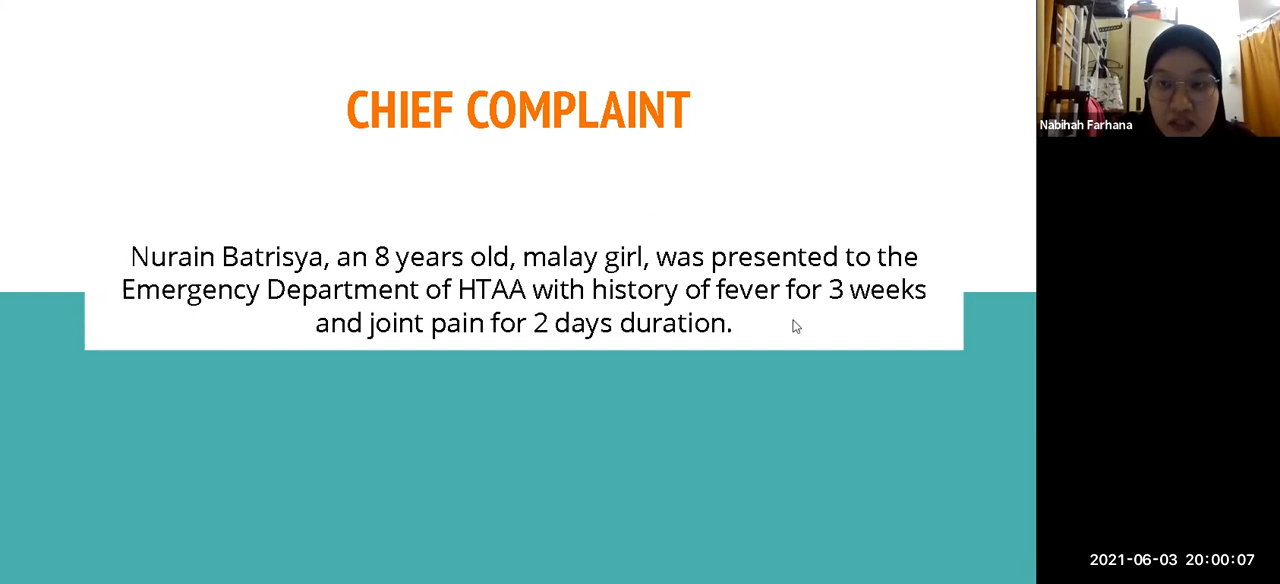 CHIEF COMPLAINT
Nurain Batrisya, an 8 years old, malay girl, was presented to the
Emergency Department of HTAA with history of fever for 3 weeks
and joint pain for 2 days duration.
Nabihah Farhana
2021-06-03 20:00:07